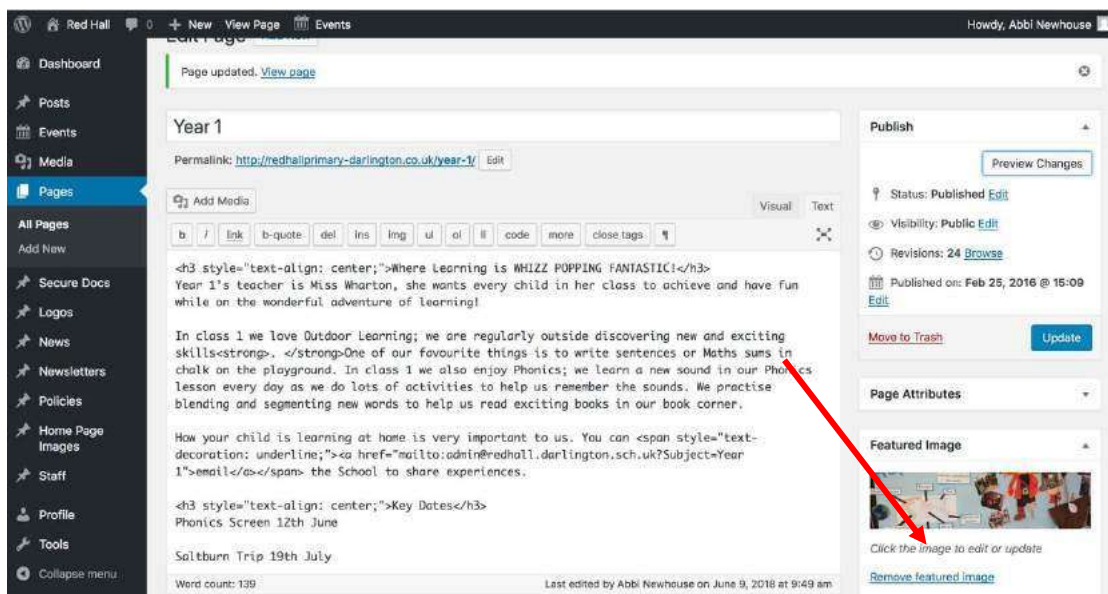 Red Hall 0 + New View Page Events Howdy, Abbi Newhouse
Edit Page
Dashboard
Posts
Events
Media
Pages
All Pages
Add New
Secure Docs
Logos
News
Newsletters
Policies
Home Page
Images
Staff
Profile
Tools
Collapse menu
Page updated. View page
Year 1
Permalink: http://redhallprimary-darlington.co.uk/year-1/ Edit
Add Media
Visual Text
b i link b-quote del ins img ul ol li code more close tags ¶
<h3 style="text-align: center;">Where Learning is WHIZZ POPPING FANTASTIC!</h3>
Year 1's teacher is Miss Wharton, she wants every child in her class to achieve and have fun
while on the wonderful adventure of learning!
In class 1 we love Outdoor Learning; we are regularly outside discovering new and exciting
skills<strong>. </strong>One of our favourite things is to write sentences or Maths sums in
chalk on the playground. In class 1 we also enjoy Phonics; we learn a new sound in our Phonics
lesson every day as we do lots of activities to help us remember the sounds. We practise
blending and segmenting new words to help us read exciting books in our book corner.
How your child is learning at home is very important to us. You can <span style="text-
decoration: underline;"><a href="mailto:admin@redhall.darlington.sch.uk?Subject=Year
1">email</a></span> the School to share experiences.
<h3 style="text-align: center;">Key Dates</h3>
Phonics Screen 12th June
Saltburn Trip 19th July
Word count: 139 Last edited by Abbi Newhouse on June 9, 2018 at 9:49 am
Publish
Preview Changes
Status: Published Edit
Visibility: Public Edit
Revisions: 24 Browse
Published on: Feb 25, 2016 @ 15:09
Edit
Move to Trash Update
Page Attributes
Featured Image
Click the image to edit or update
Remove featured image